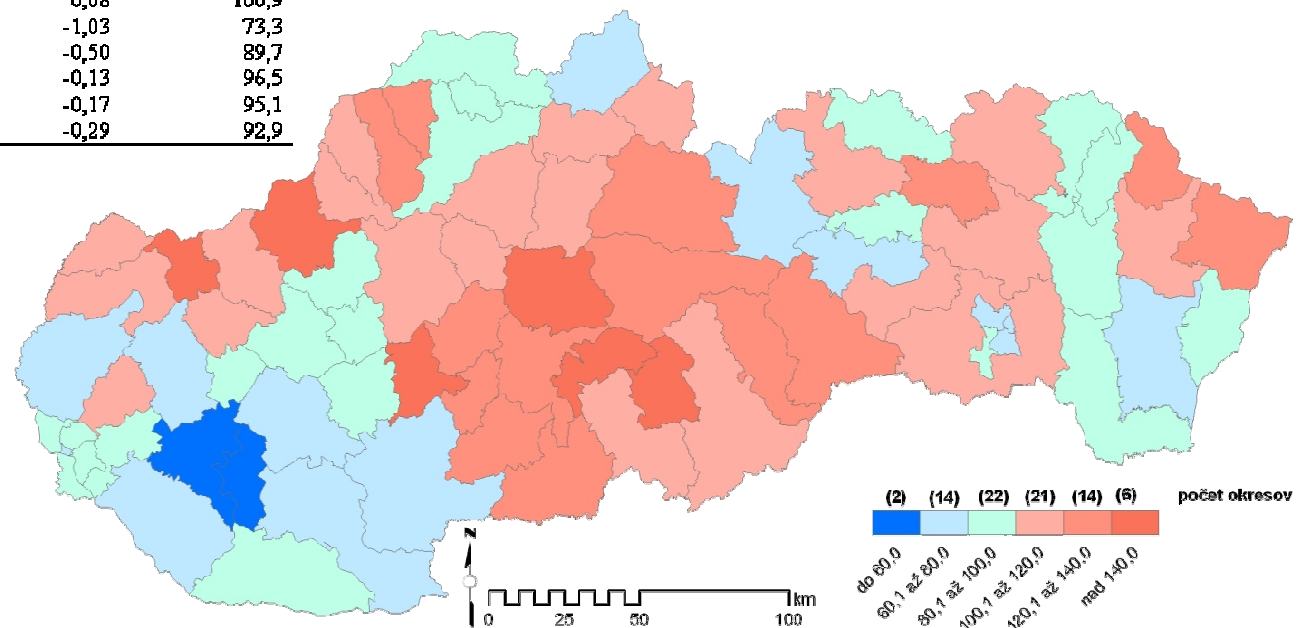 -1,03 73,3
-0,50 89,7
-0,13 96,5
-0,17 95,1
-0,29 92,9
(2) (14) (22) (21) (14) (6) počet okresov
do 60,0
60,1 až 80,0
80,1 až 100,0
100,1 až 120,0
120,1 až 140,0
nad 140,0
N
km
0 25 50 100